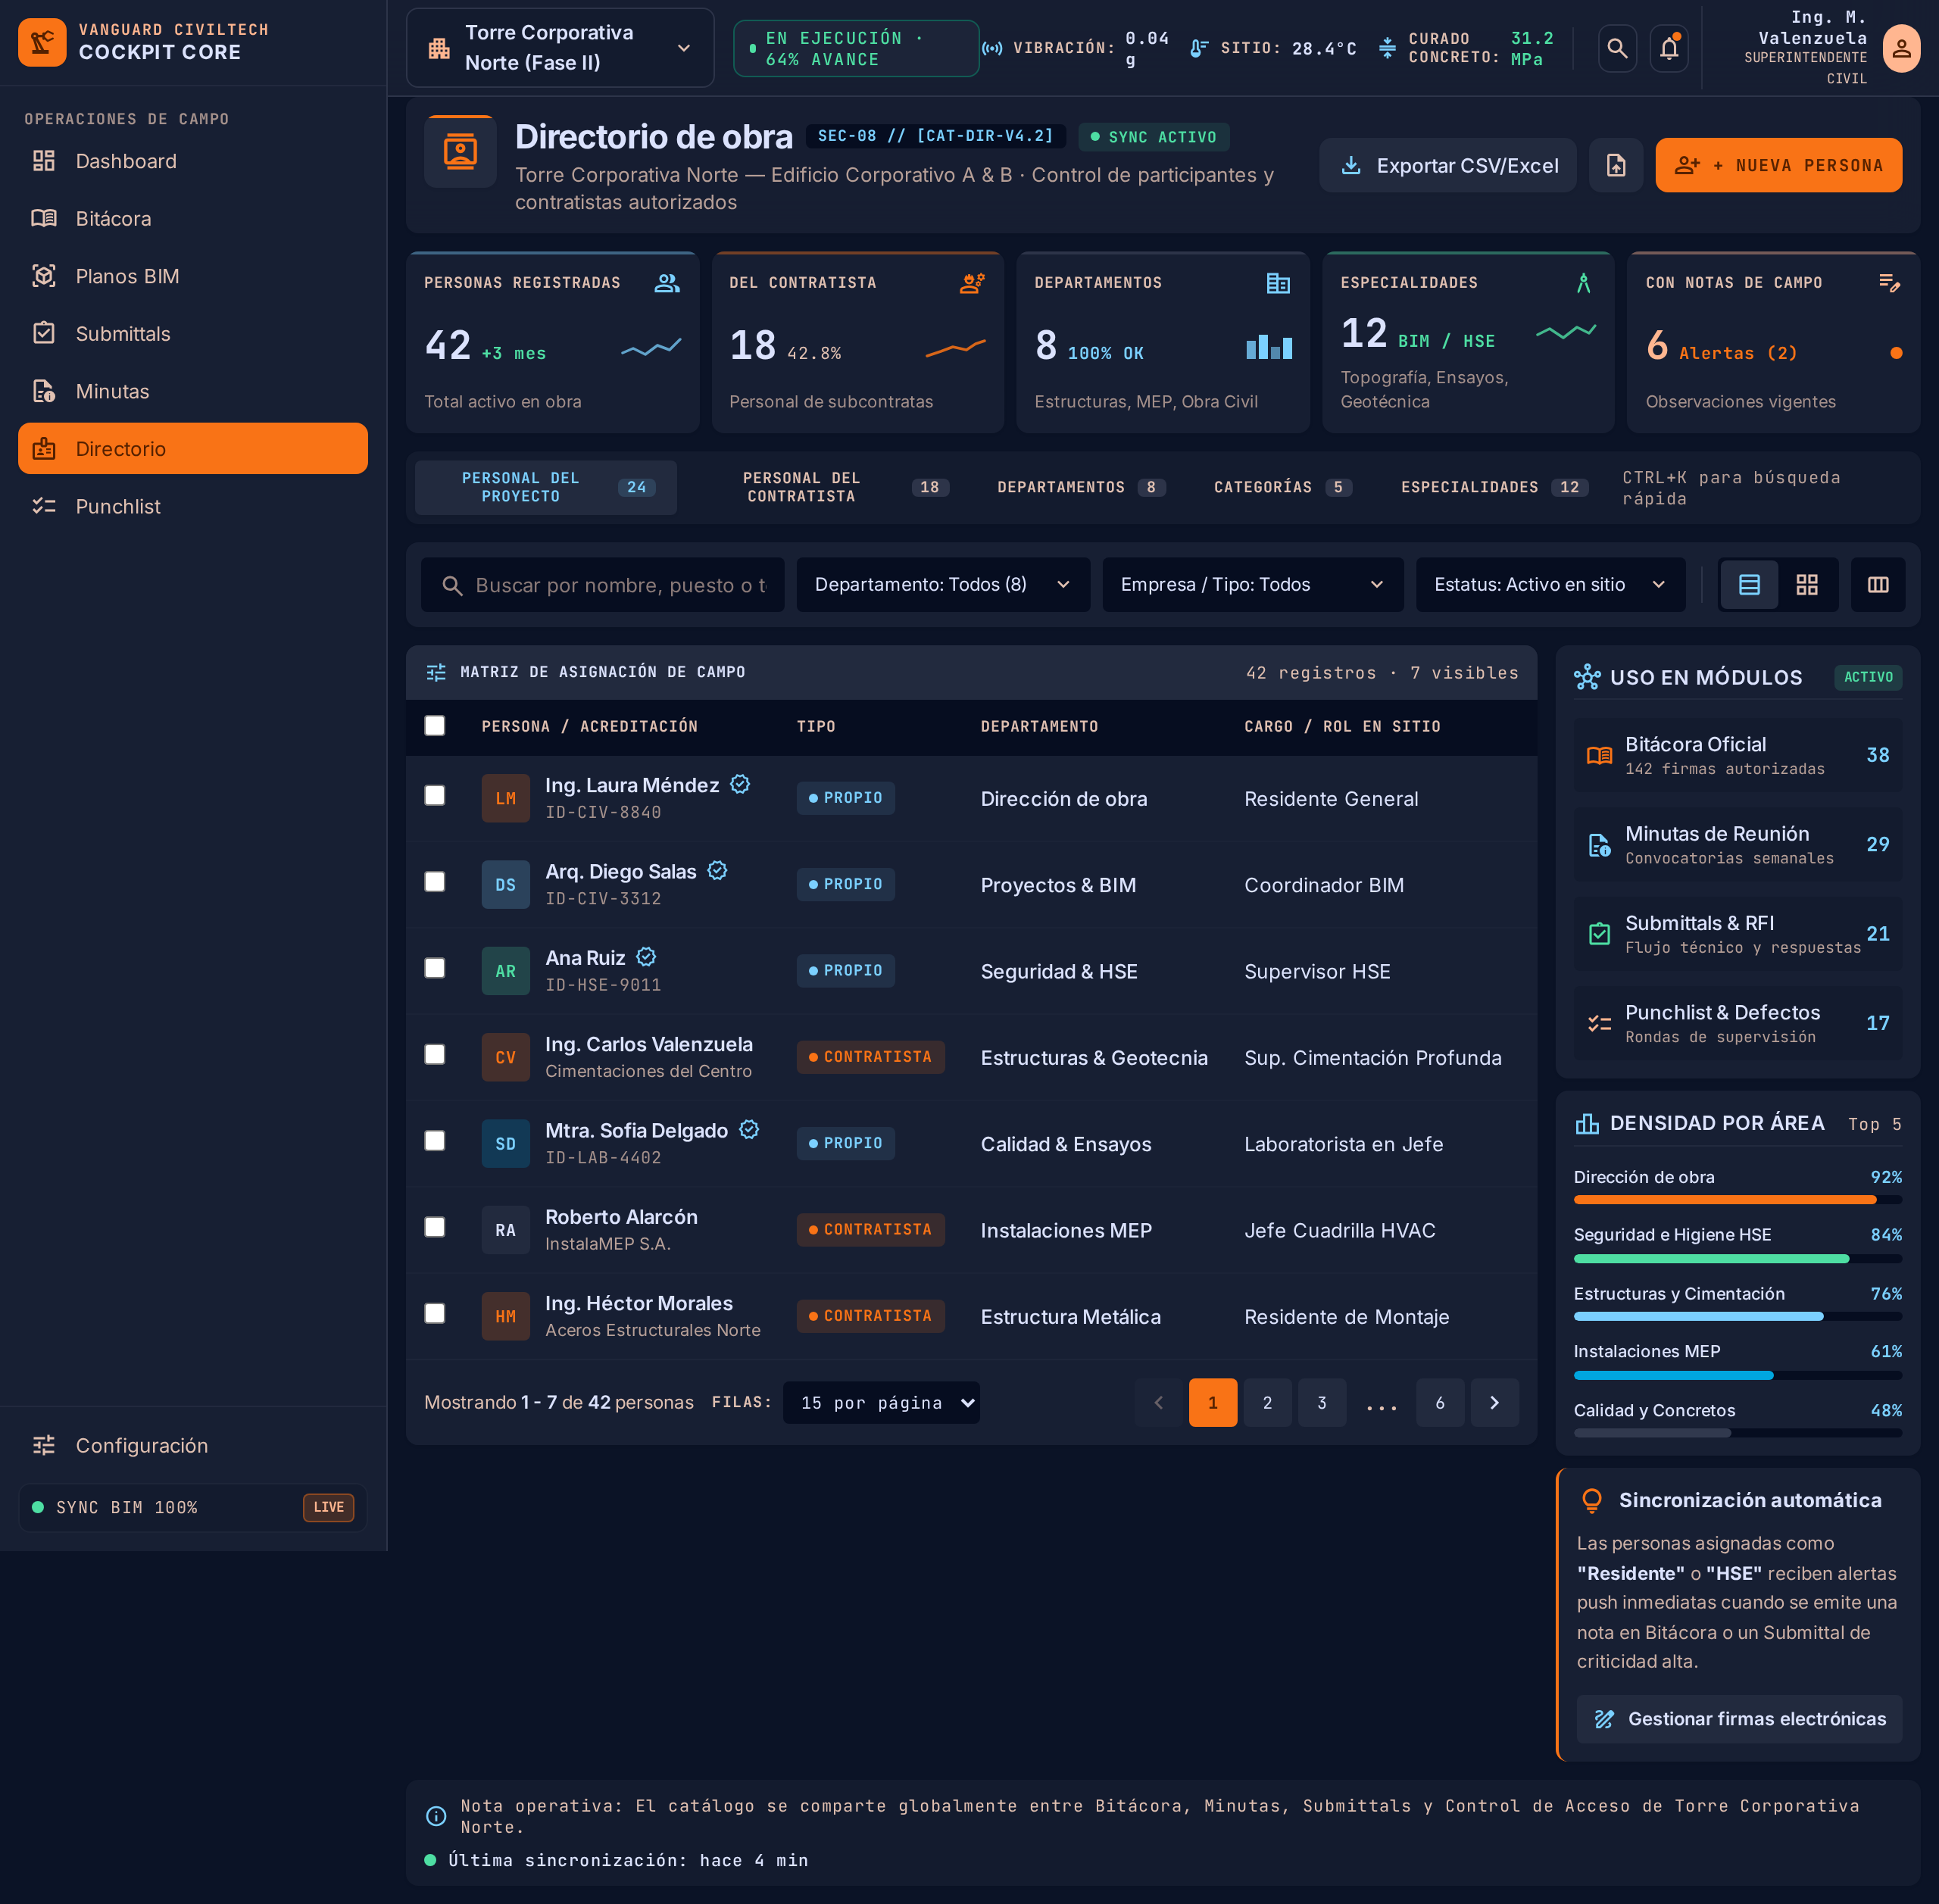 VANGUARD CIVILTECH
COCKPIT CORE
OPERACIONES DE CAMPO
Dashboard
Bitácora
Planos BIM
Submittals
Minutas
Directorio
Punchlist
Configuración
SYNC BIM 100%
LIVE
Torre Corporativa
Norte (Fase II)
EN EJECUCIÓN ·
64% AVANCE
VIBRACIÓN:
0.04
g
SITIO: 28.4°C
CURADO
CONCRETO:
31.2
MPa
Ing. M.
Valenzuela
SUPERINTENDENTE
CIVIL
Directorio de obra
SEC-08 // [CAT-DIR-V4.2]
SYNC ACTIVO
Torre Corporativa Norte — Edificio Corporativo A & B · Control de participantes y
contratistas autorizados
Exportar CSV/Excel
+ NUEVA PERSONA
PERSONAS REGISTRADAS
42 +3 mes
Total activo en obra
DEL CONTRATISTA
18 42.8%
Personal de subcontratas
DEPARTAMENTOS
8 100% OK
Estructuras, MEP, Obra Civil
ESPECIALIDADES
12 BIM / HSE
Topografía, Ensayos,
Geotécnica
CON NOTAS DE CAMPO
6 Alertas (2)
Observaciones vigentes
PERSONAL DEL
PROYECTO
24
PERSONAL DEL
CONTRATISTA
18
DEPARTAMENTOS 8
CATEGORÍAS 5
ESPECIALIDADES 12
CTRL+K para búsqueda
rápida
Buscar por nombre, puesto o t
Departamento: Todos (8)
Empresa / Tipo: Todos
Estatus: Activo en sitio
MATRIZ DE ASIGNACIÓN DE CAMPO
42 registros · 7 visibles
PERSONA / ACREDITACIÓN TIPO DEPARTAMENTO CARGO / ROL EN SITIO
LM Ing. Laura Méndez
ID-CIV-8840
PROPIO Dirección de obra Residente General
DS Arq. Diego Salas
ID-CIV-3312
PROPIO Proyectos & BIM Coordinador BIM
AR Ana Ruiz
ID-HSE-9011
PROPIO Seguridad & HSE Supervisor HSE
CV Ing. Carlos Valenzuela
Cimentaciones del Centro
CONTRATISTA Estructuras & Geotecnia Sup. Cimentación Profunda
SD Mtra. Sofia Delgado
ID-LAB-4402
PROPIO Calidad & Ensayos Laboratorista en Jefe
RA Roberto Alarcón
InstalaMEP S.A.
CONTRATISTA Instalaciones MEP Jefe Cuadrilla HVAC
HM Ing. Héctor Morales
Aceros Estructurales Norte
CONTRATISTA Estructura Metálica Residente de Montaje
Mostrando 1 - 7 de 42 personas FILAS: 15 por página
1 2 3 ... 6
USO EN MÓDULOS ACTIVO
Bitácora Oficial
142 firmas autorizadas
38
Minutas de Reunión
Convocatorias semanales
29
Submittals & RFI
Flujo técnico y respuestas
21
Punchlist & Defectos
Rondas de supervisión
17
DENSIDAD POR ÁREA Top 5
Dirección de obra 92%
Seguridad e Higiene HSE 84%
Estructuras y Cimentación 76%
Instalaciones MEP 61%
Calidad y Concretos 48%
Sincronización automática
Las personas asignadas como
"Residente" o "HSE" reciben alertas
push inmediatas cuando se emite una
nota en Bitácora o un Submittal de
criticidad alta.
Gestionar firmas electrónicas
Nota operativa: El catálogo se comparte globalmente entre Bitácora, Minutas, Submittals y Control de Acceso de Torre Corporativa
Norte.
Última sincronización: hace 4 min